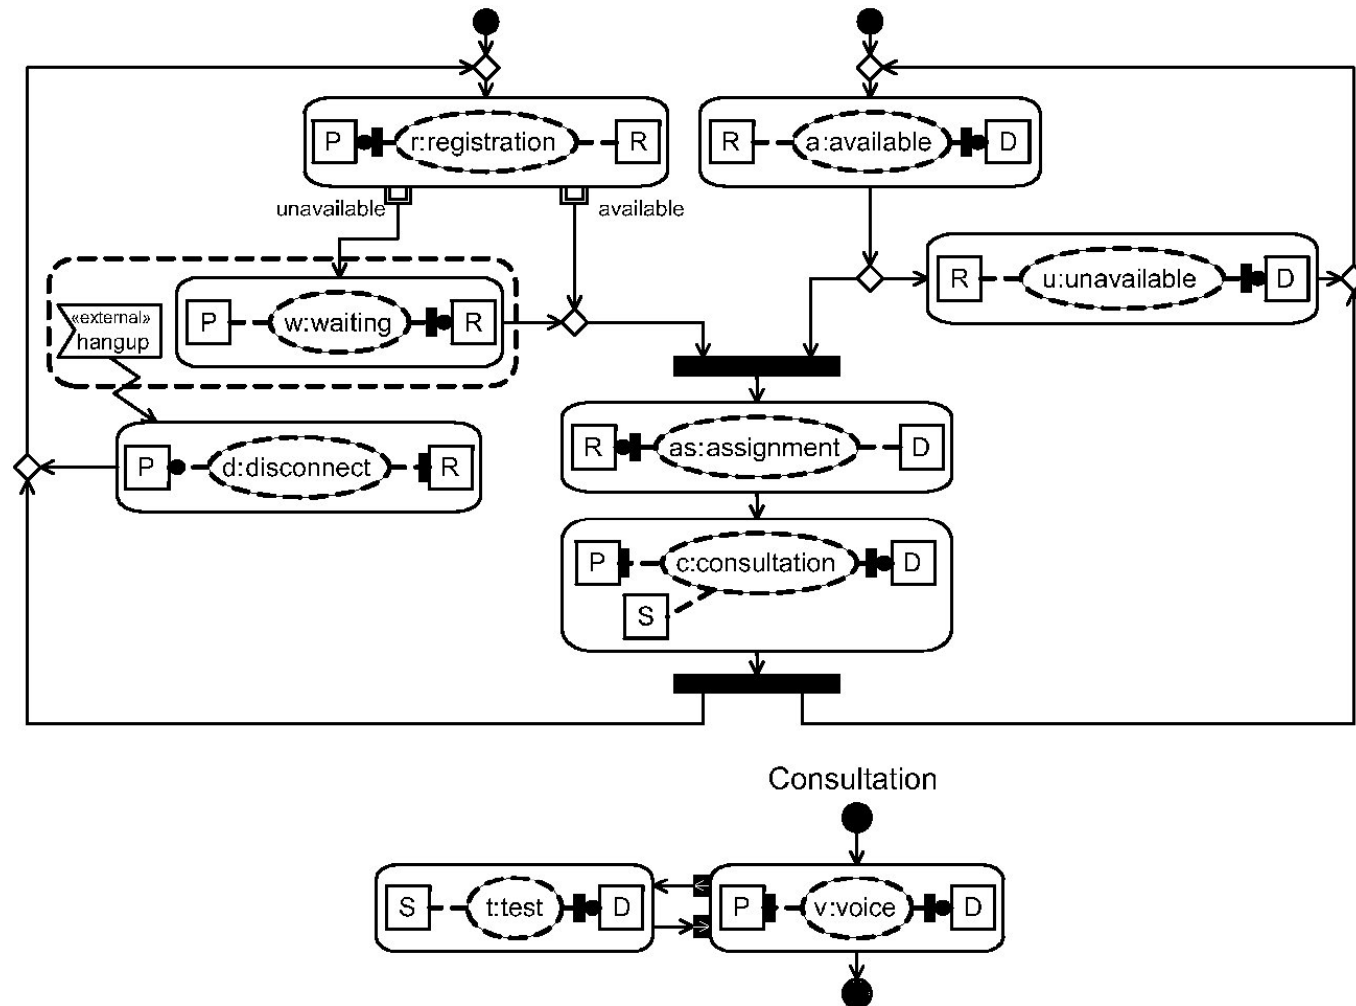 P r:registration R
R a:available D
unavailable available
R u:unavailable D
«external»
hangup
P w:waiting R
P d:disconnect R
R as:assignment D
P c:consultation D
S
Consultation
S t:test D
P v:voice D